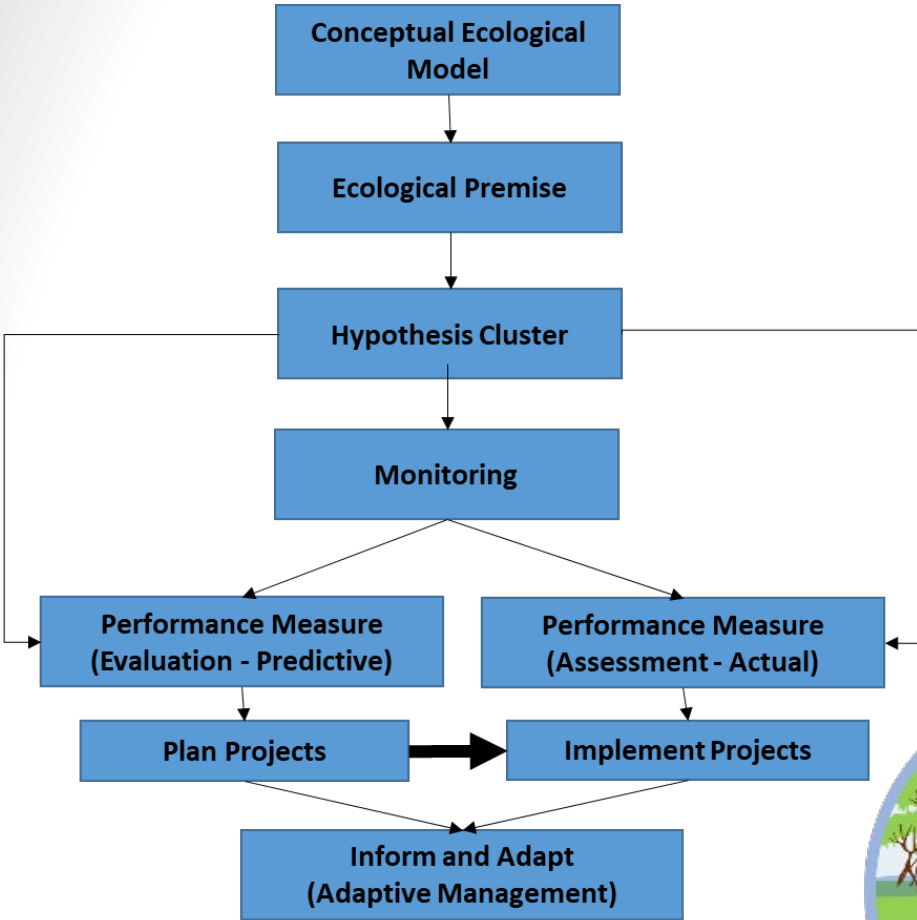 Conceptual Ecological
Model
Ecological Premise
Hypothesis Cluster
Monitoring
Performance Measure
(Evaluation - Predictive)
Performance Measure
(Assessment - Actual)
Plan Projects
Implement Projects
Inform and Adapt
(Adaptive Management)